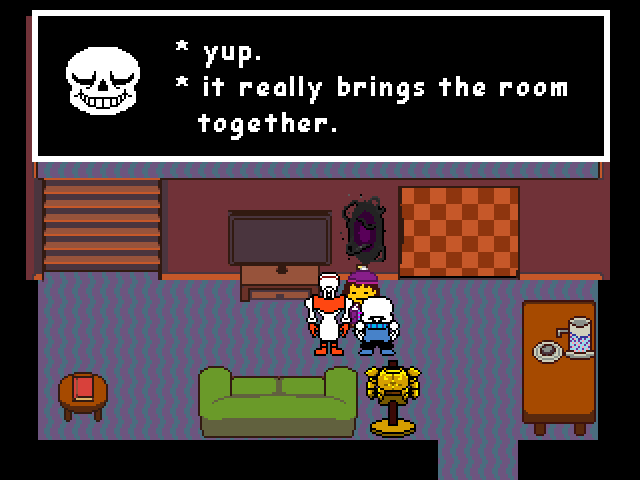 * yup.
* it really brings the room
together.